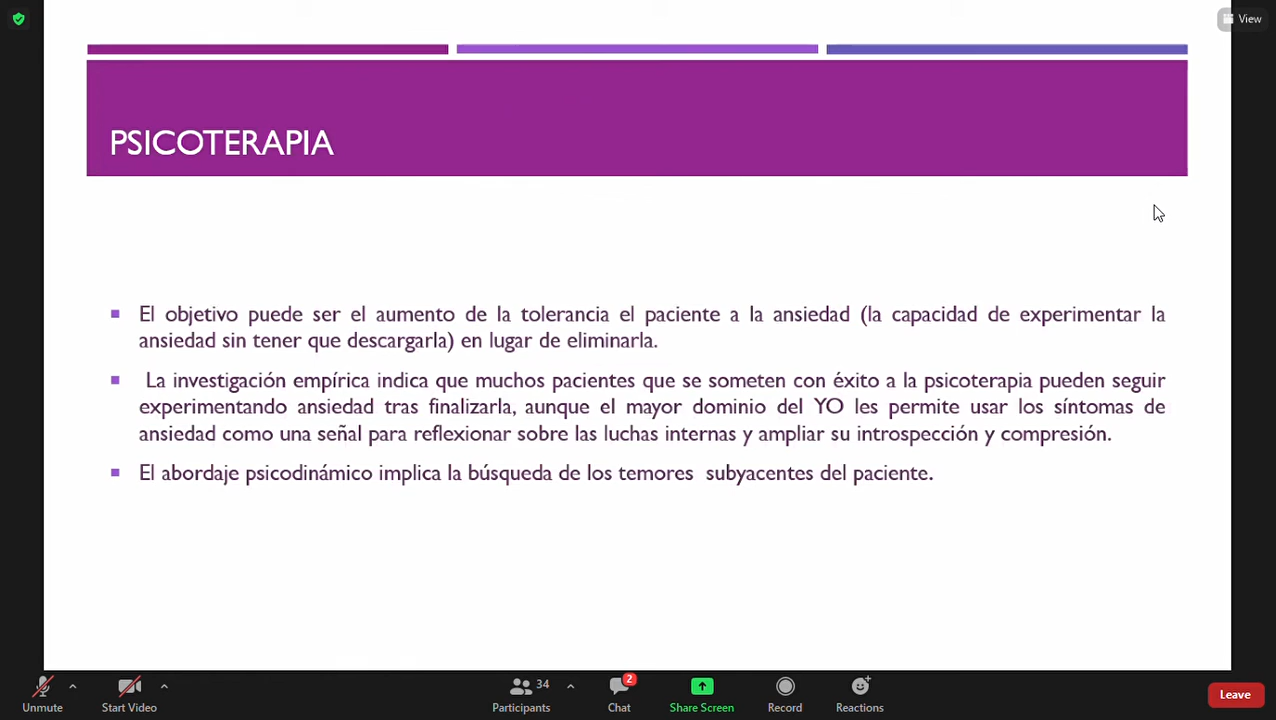 View
PSICOTERAPIA
El objetivo puede ser el aumento de la tolerancia el paciente a la ansiedad (la capacidad de experimentar la
ansiedad sin tener que descargarla) en lugar de eliminarla.
La investigación empírica indica que muchos pacientes que se someten con éxito a la psicoterapia pueden seguir
experimentando ansiedad tras finalizarla, aunque el mayor dominio del YO les permite usar los síntomas de
ansiedad como una señal para reflexionar sobre las luchas internas y ampliar su introspección y compresión.
El abordaje psicodinámico implica la búsqueda de los temores subyacentes del paciente.
34
2
Unmute Start Video Participants Chat Share Screen Record Reactions Leave